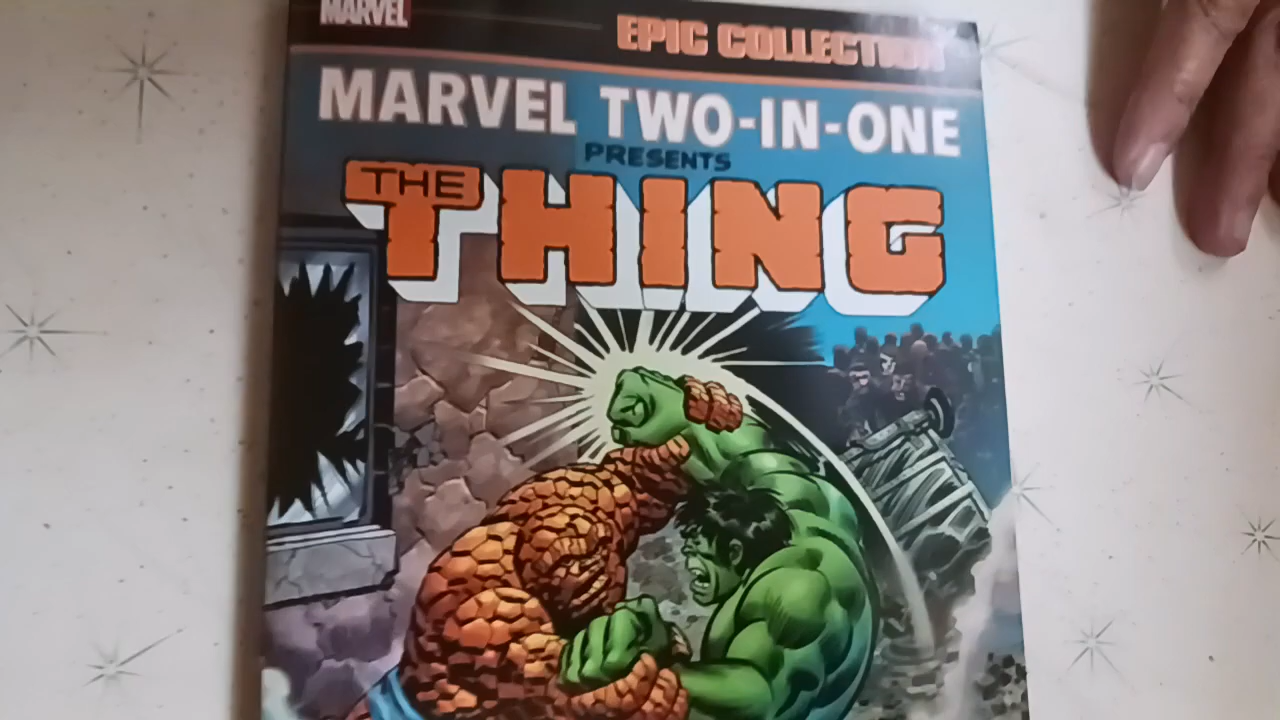 MARVEL
EPIC COLLECTION
MARVEL TWO-IN-ONE
PRESENTS
THE
THING